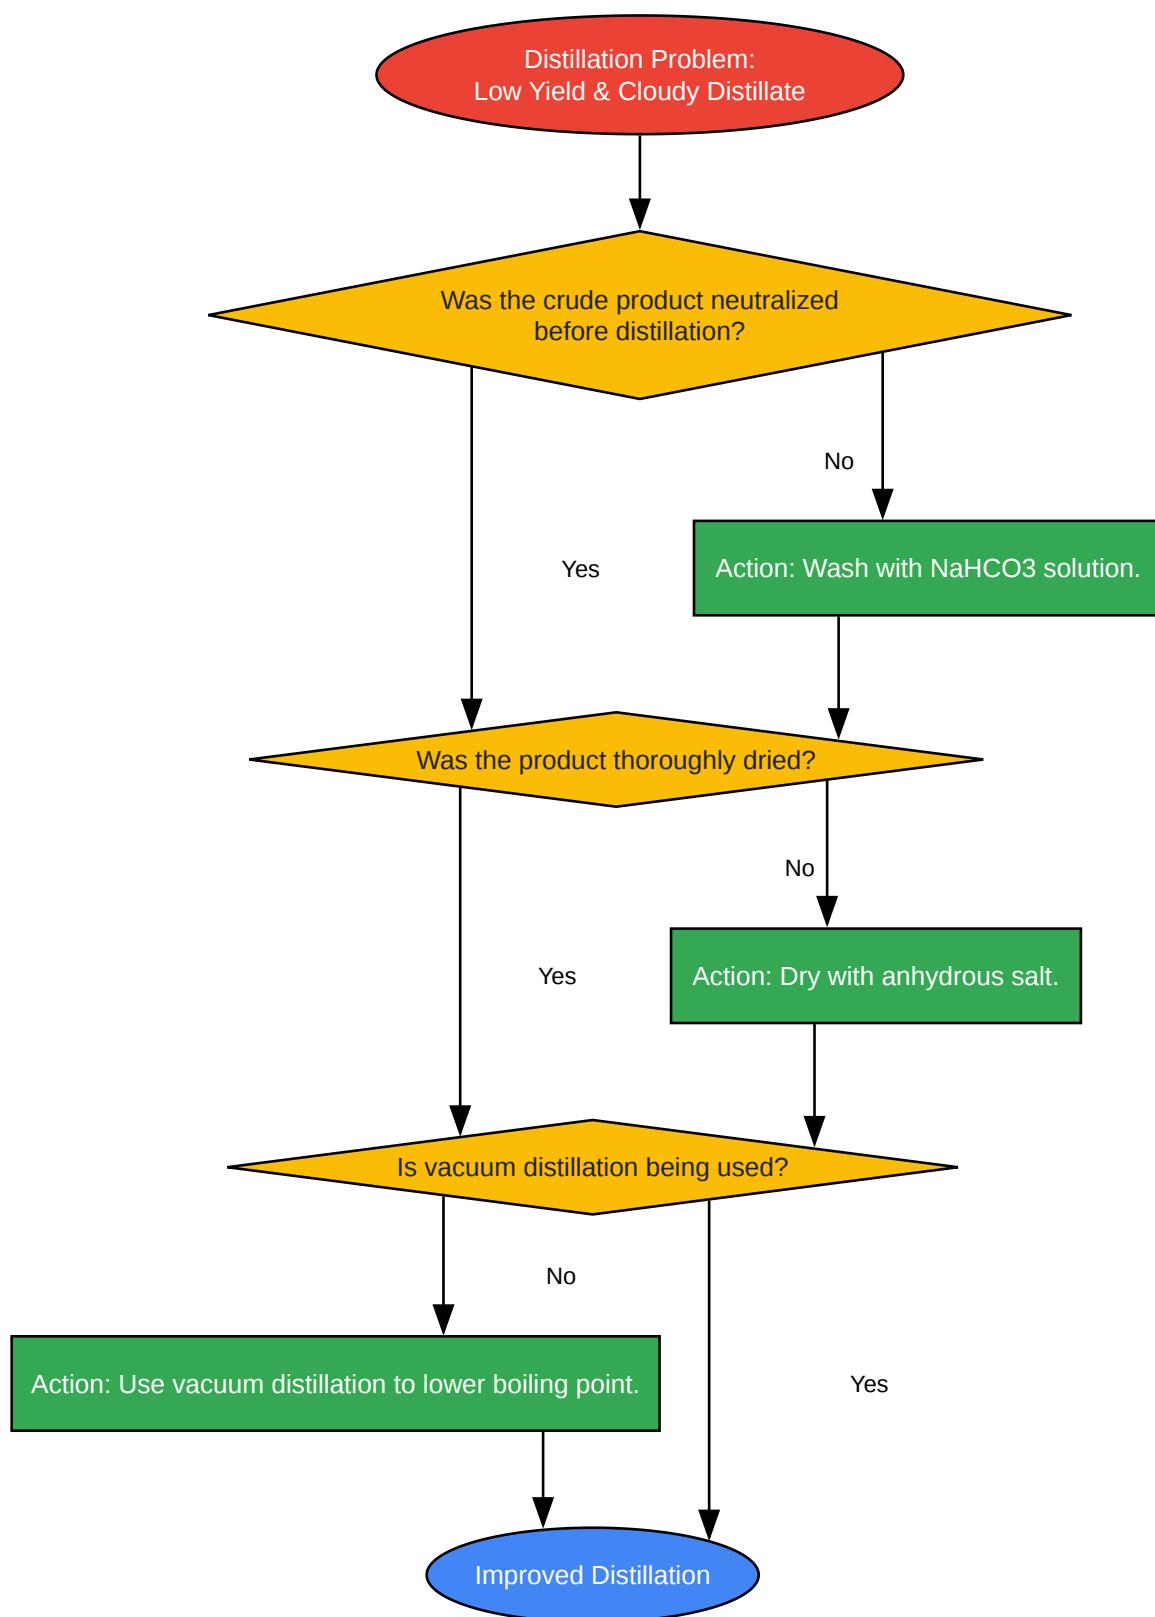 Distillation Problem:
Low Yield & Cloudy Distillate
Was the crude product neutralized
before distillation?
No
Yes
Action: Wash with NaHCO3 solution.
Was the product thoroughly dried?
No
Yes
Action: Dry with anhydrous salt.
Is vacuum distillation being used?
No
Action: Use vacuum distillation to lower boiling point.
Yes
Improved Distillation